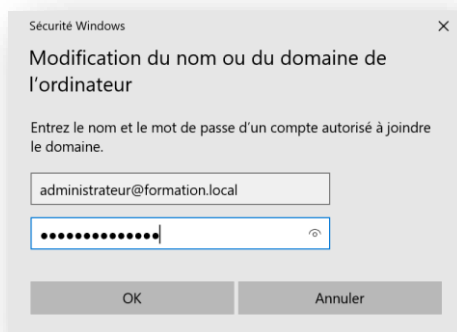 Sécurité Windows
Modification du nom ou du domaine de
l'ordinateur
Entrez le nom et le mot de passe d'un compte autorisé à joindre
le domaine.
administrateur@formation.local
●●●●●●●●●●●●●●
OK Annuler